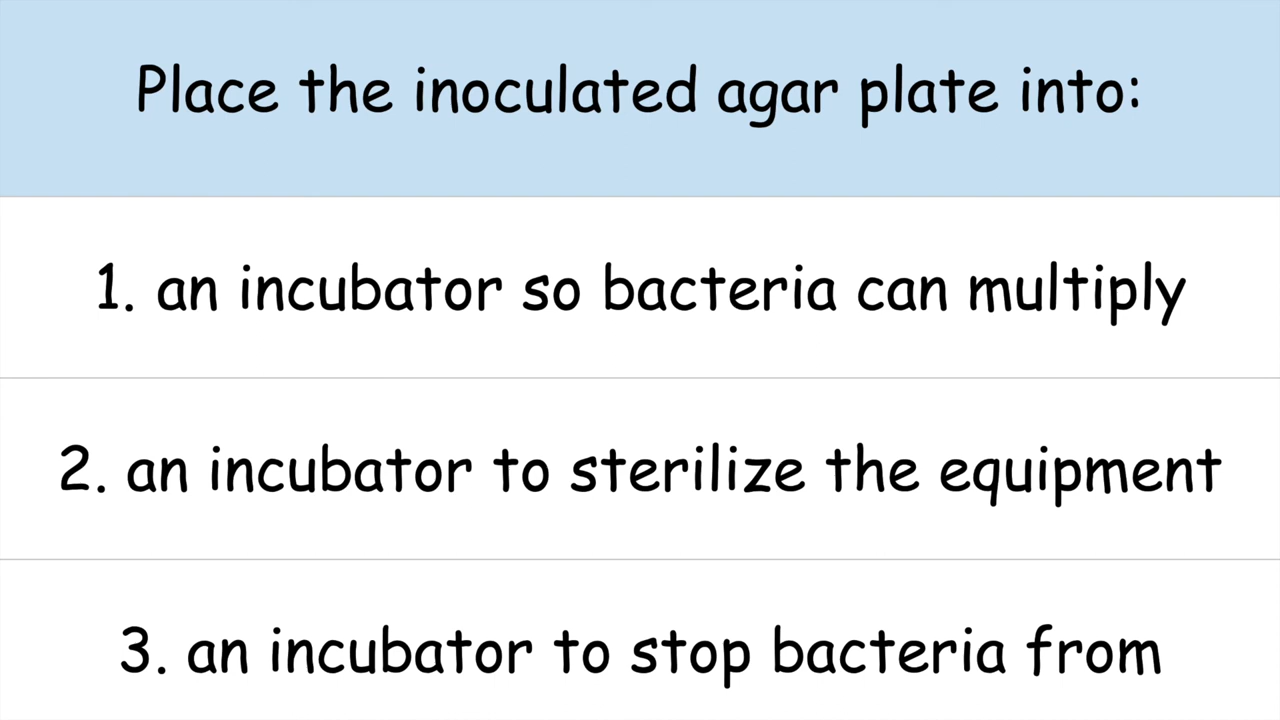 Place the inoculated agar plate into:
1. an incubator so bacteria can multiply
2. an incubator to sterilize the equipment
3. an incubator to stop bacteria from